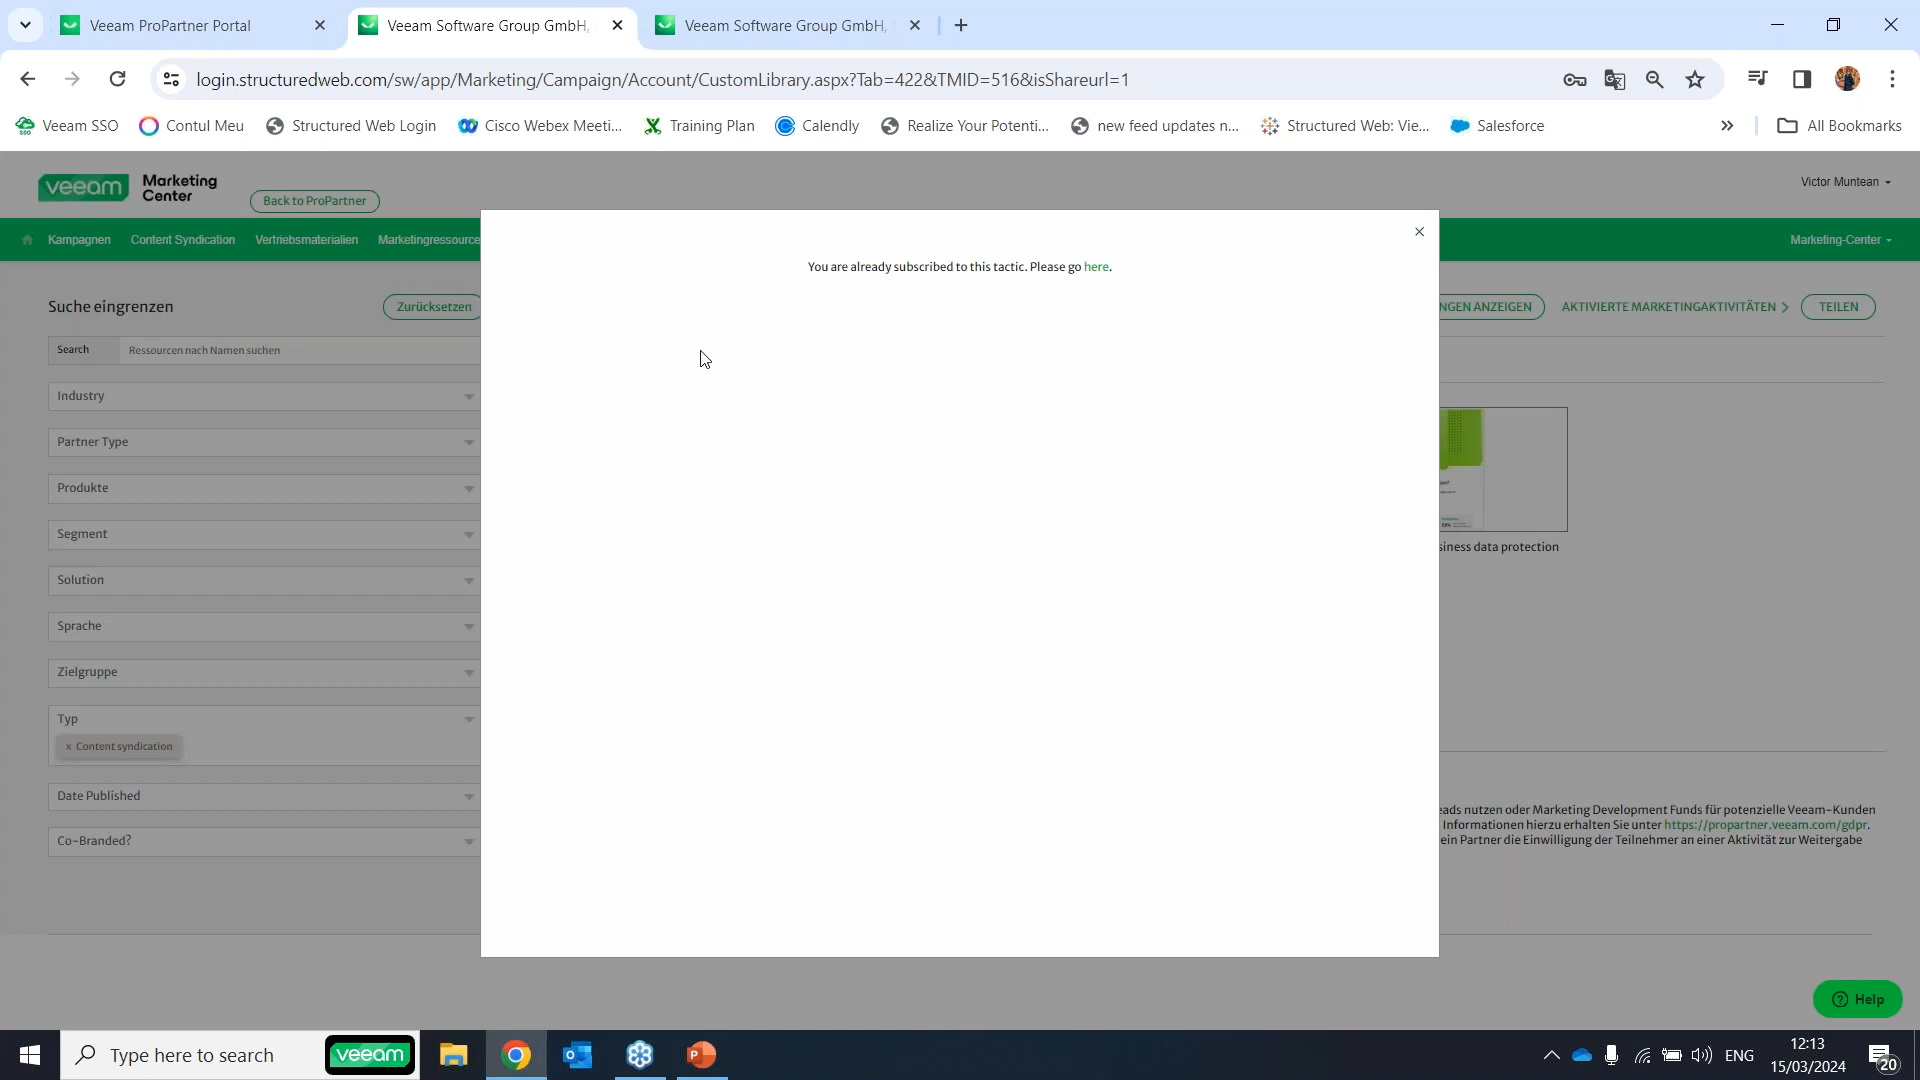 Veeam ProPartner Portal
Veeam Software Group GmbH,
Veeam Software Group GmbH,
login.structuredweb.com/sw/app/Marketing/Campaign/Account/CustomLibrary.aspx?Tab=422&TMID=516&isShareurl=1
Veeam SSO
Contul Meu
Structured Web Login
Cisco Webex Meeti...
Training Plan
Calendly
Realize Your Potenti...
new feed updates n...
Structured Web: Vie...
Salesforce
All Bookmarks
veeam
Marketing
Center
Back to ProPartner
Victor Muntean
Kampagnen
Content Syndication
Vertriebsmaterialien
Marketingressource
Marketing-Center
You are already subscribed to this tactic. Please go here.
Suche eingrenzen
Zurücksetzen
NGEN ANZEIGEN
AKTIVIERTE MARKETINGAKTIVITÄTEN
TEILEN
Search
Ressourcen nach Namen suchen
Industry
Partner Type
Produkte
Segment
Solution
Sprache
Zielgruppe
Typ
x Content syndication
Date Published
Co-Branded?
siness data protection
eads nutzen oder Marketing Development Funds für potenzielle Veeam-Kunden
Informationen hierzu erhalten Sie unter https://propartner.veeam.com/gdpr.
ein Partner die Einwilligung der Teilnehmer an einer Aktivität zur Weitergabe
Help
Type here to search
veeam
ENG
12:13
15/03/2024
20